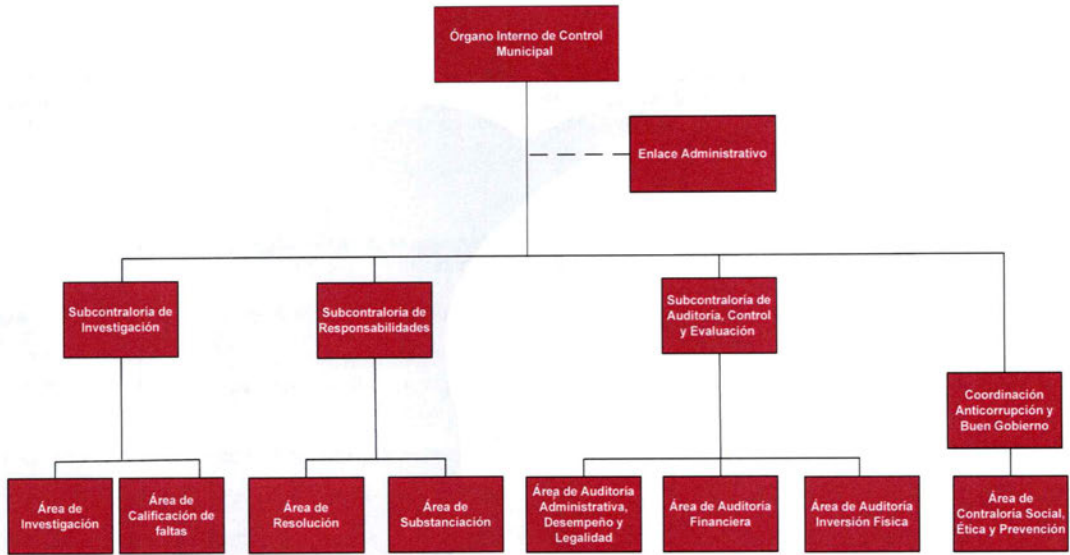 Órgano Interno de Control
Municipal
Enlace Administrativo
Subcontraloría de
Investigación
Subcontraloría de
Responsabilidades
Subcontraloría de
Auditoría, Control
y Evaluación
Coordinación
Anticorrupción y
Buen Gobierno
Área de
Investigación
Área de
Calificación de
faltas
Área de
Resolución
Área de
Substanciación
Área de Auditoría
Administrativa,
Desempeño y
Legalidad
Área de Auditoría
Financiera
Área de Auditoría
Inversión Física
Área de
Contraloría Social,
Ética y Prevención